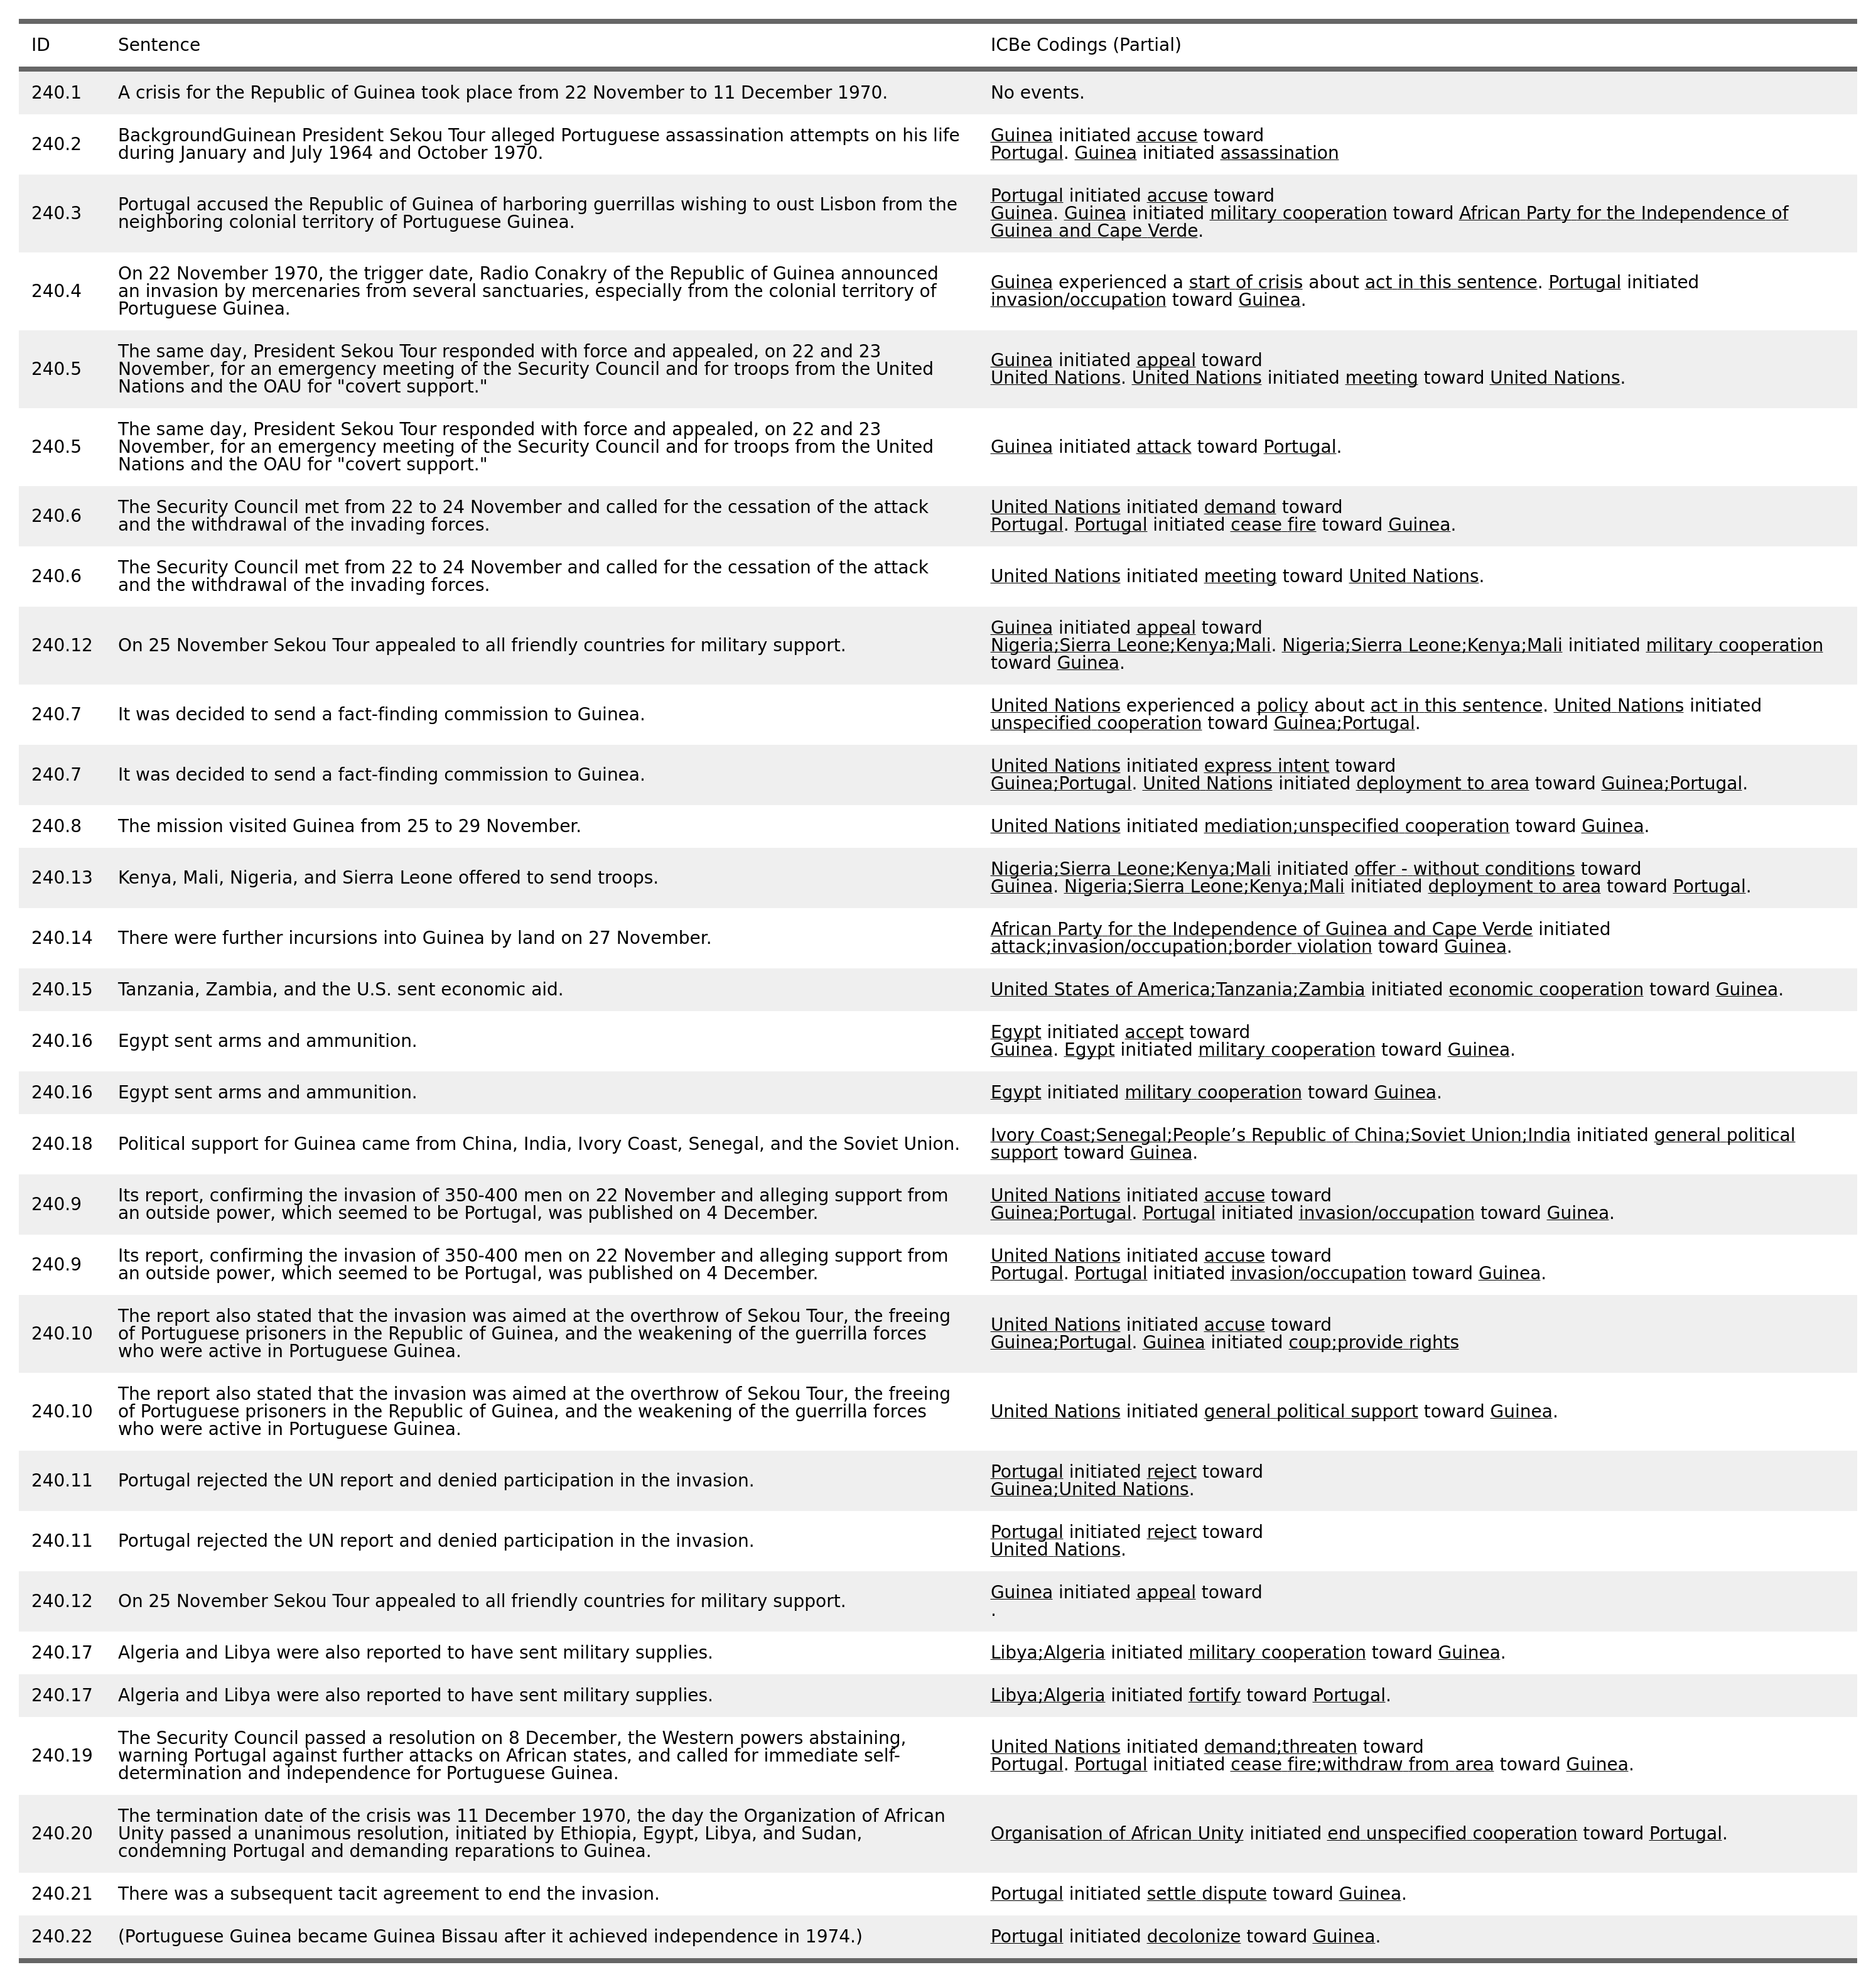 ID Sentence ICBe Codings (Partial)
240.1 A crisis for the Republic of Guinea took place from 22 November to 11 December 1970. No events.
240.2 BackgroundGuinean President Sekou Tour alleged Portuguese assassination attempts on his life
during January and July 1964 and October 1970.
Guinea initiated accuse toward
Portugal. Guinea initiated assassination
240.3 Portugal accused the Republic of Guinea of harboring guerrillas wishing to oust Lisbon from the
neighboring colonial territory of Portuguese Guinea.
Portugal initiated accuse toward
Guinea. Guinea initiated military cooperation toward African Party for the Independence of
Guinea and Cape Verde.
240.4 On 22 November 1970, the trigger date, Radio Conakry of the Republic of Guinea announced
an invasion by mercenaries from several sanctuaries, especially from the colonial territory of
Portuguese Guinea.
Guinea experienced a start of crisis about act in this sentence. Portugal initiated
invasion/occupation toward Guinea.
240.5 The same day, President Sekou Tour responded with force and appealed, on 22 and 23
November, for an emergency meeting of the Security Council and for troops from the United
Nations and the OAU for "covert support."
Guinea initiated appeal toward
United Nations. United Nations initiated meeting toward United Nations.
240.5 The same day, President Sekou Tour responded with force and appealed, on 22 and 23
November, for an emergency meeting of the Security Council and for troops from the United
Nations and the OAU for "covert support."
Guinea initiated attack toward Portugal.
240.6 The Security Council met from 22 to 24 November and called for the cessation of the attack
and the withdrawal of the invading forces.
United Nations initiated demand toward
Portugal. Portugal initiated cease fire toward Guinea.
240.6 The Security Council met from 22 to 24 November and called for the cessation of the attack
and the withdrawal of the invading forces.
United Nations initiated meeting toward United Nations.
240.12 On 25 November Sekou Tour appealed to all friendly countries for military support.
Guinea initiated appeal toward
Nigeria;Sierra Leone;Kenya;Mali. Nigeria;Sierra Leone;Kenya;Mali initiated military cooperation
toward Guinea.
240.7 It was decided to send a fact-finding commission to Guinea.
United Nations experienced a policy about act in this sentence. United Nations initiated
unspecified cooperation toward Guinea;Portugal.
240.7 It was decided to send a fact-finding commission to Guinea.
United Nations initiated express intent toward
Guinea;Portugal. United Nations initiated deployment to area toward Guinea;Portugal.
240.8 The mission visited Guinea from 25 to 29 November. United Nations initiated mediation;unspecified cooperation toward Guinea.
240.13 Kenya, Mali, Nigeria, and Sierra Leone offered to send troops.
Nigeria;Sierra Leone;Kenya;Mali initiated offer - without conditions toward
Guinea. Nigeria;Sierra Leone;Kenya;Mali initiated deployment to area toward Portugal.
240.14 There were further incursions into Guinea by land on 27 November.
African Party for the Independence of Guinea and Cape Verde initiated
attack;invasion/occupation;border violation toward Guinea.
240.15 Tanzania, Zambia, and the U.S. sent economic aid. United States of America;Tanzania;Zambia initiated economic cooperation toward Guinea.
240.16 Egypt sent arms and ammunition.
Egypt initiated accept toward
Guinea. Egypt initiated military cooperation toward Guinea.
240.16 Egypt sent arms and ammunition. Egypt initiated military cooperation toward Guinea.
240.18 Political support for Guinea came from China, India, Ivory Coast, Senegal, and the Soviet Union.
Ivory Coast;Senegal;People’s Republic of China;Soviet Union;India initiated general political
support toward Guinea.
240.9 Its report, confirming the invasion of 350-400 men on 22 November and alleging support from
an outside power, which seemed to be Portugal, was published on 4 December.
United Nations initiated accuse toward
Guinea;Portugal. Portugal initiated invasion/occupation toward Guinea.
240.9 Its report, confirming the invasion of 350-400 men on 22 November and alleging support from
an outside power, which seemed to be Portugal, was published on 4 December.
United Nations initiated accuse toward
Portugal. Portugal initiated invasion/occupation toward Guinea.
240.10 The report also stated that the invasion was aimed at the overthrow of Sekou Tour, the freeing
of Portuguese prisoners in the Republic of Guinea, and the weakening of the guerrilla forces
who were active in Portuguese Guinea.
United Nations initiated accuse toward
Guinea;Portugal. Guinea initiated coup;provide rights
240.10 The report also stated that the invasion was aimed at the overthrow of Sekou Tour, the freeing
of Portuguese prisoners in the Republic of Guinea, and the weakening of the guerrilla forces
who were active in Portuguese Guinea.
United Nations initiated general political support toward Guinea.
240.11 Portugal rejected the UN report and denied participation in the invasion.
Portugal initiated reject toward
Guinea;United Nations.
240.11 Portugal rejected the UN report and denied participation in the invasion.
Portugal initiated reject toward
United Nations.
240.12 On 25 November Sekou Tour appealed to all friendly countries for military support.
Guinea initiated appeal toward
.
240.17 Algeria and Libya were also reported to have sent military supplies. Libya;Algeria initiated military cooperation toward Guinea.
240.17 Algeria and Libya were also reported to have sent military supplies. Libya;Algeria initiated fortify toward Portugal.
240.19 The Security Council passed a resolution on 8 December, the Western powers abstaining,
warning Portugal against further attacks on African states, and called for immediate self-
determination and independence for Portuguese Guinea.
United Nations initiated demand;threaten toward
Portugal. Portugal initiated cease fire;withdraw from area toward Guinea.
240.20 The termination date of the crisis was 11 December 1970, the day the Organization of African
Unity passed a unanimous resolution, initiated by Ethiopia, Egypt, Libya, and Sudan,
condemning Portugal and demanding reparations to Guinea.
Organisation of African Unity initiated end unspecified cooperation toward Portugal.
240.21 There was a subsequent tacit agreement to end the invasion. Portugal initiated settle dispute toward Guinea.
240.22 (Portuguese Guinea became Guinea Bissau after it achieved independence in 1974.) Portugal initiated decolonize toward Guinea.